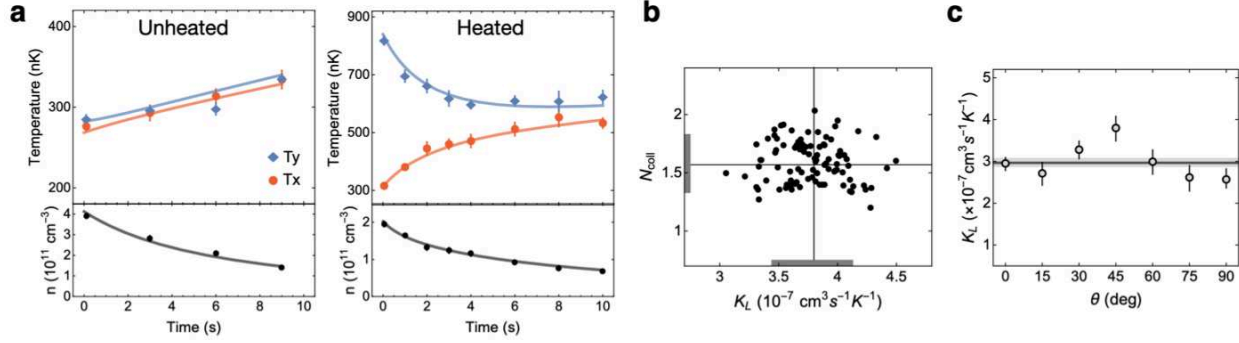 a
Unheated
Temperature (nK)
400
300
200
Ty
Tx
n (10¹¹ cm⁻³)
4
3
2
1
0
0 2 4 6 8 10
Time (s)
Heated
Temperature (nK)
900
700
500
300
n (10¹¹ cm⁻³)
2
1
0
0 2 4 6 8 10
Time (s)
b
N_coll
2
1.5
1
3 3.5 4 4.5
K_L (10⁻⁷ cm³s⁻¹K⁻¹)
c
K_L (×10⁻⁷cm³ s⁻¹K⁻¹)
5
4
3
2
1
0 15 30 45 60 75 90
θ (deg)